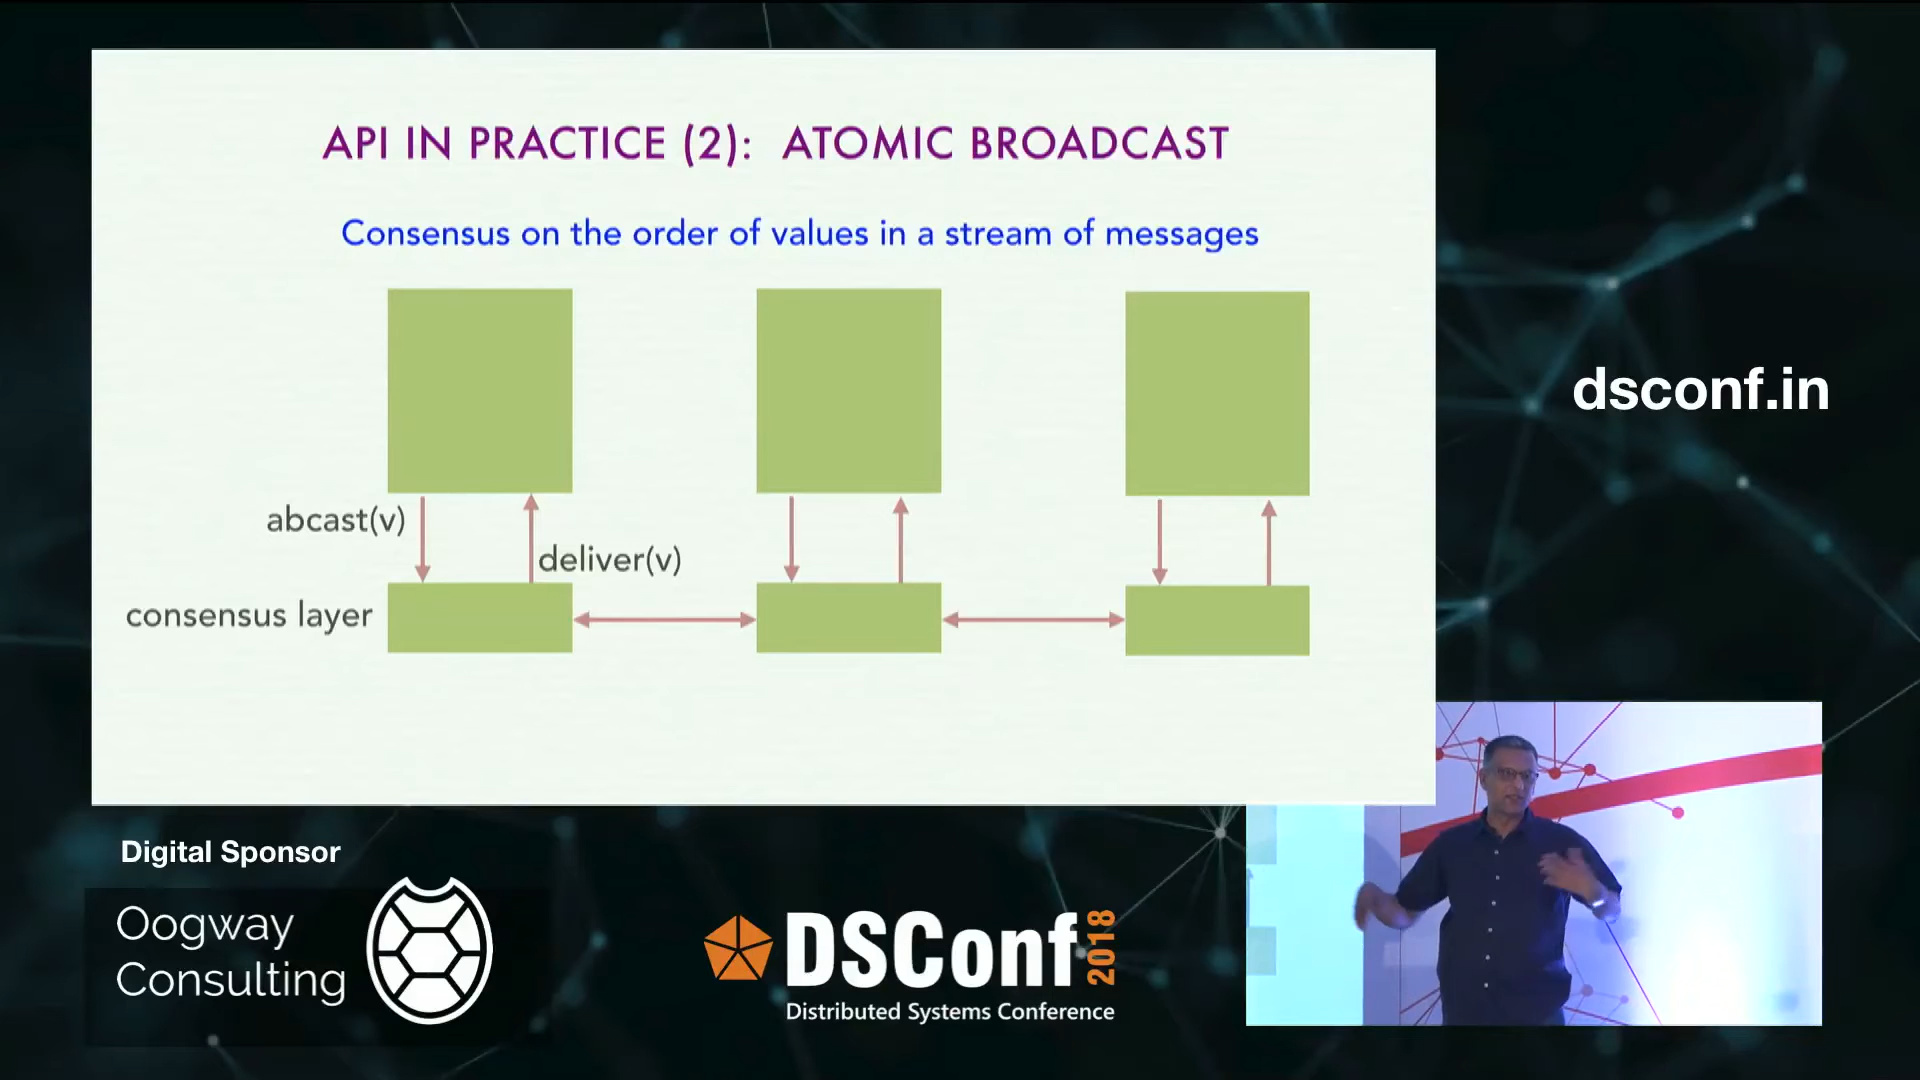 API IN PRACTICE (2): ATOMIC BROADCAST
Consensus on the order of values in a stream of messages
abcast(v)
deliver(v)
consensus layer
dsconf.in
Digital Sponsor
Oogway
Consulting
DSConf 2018
Distributed Systems Conference